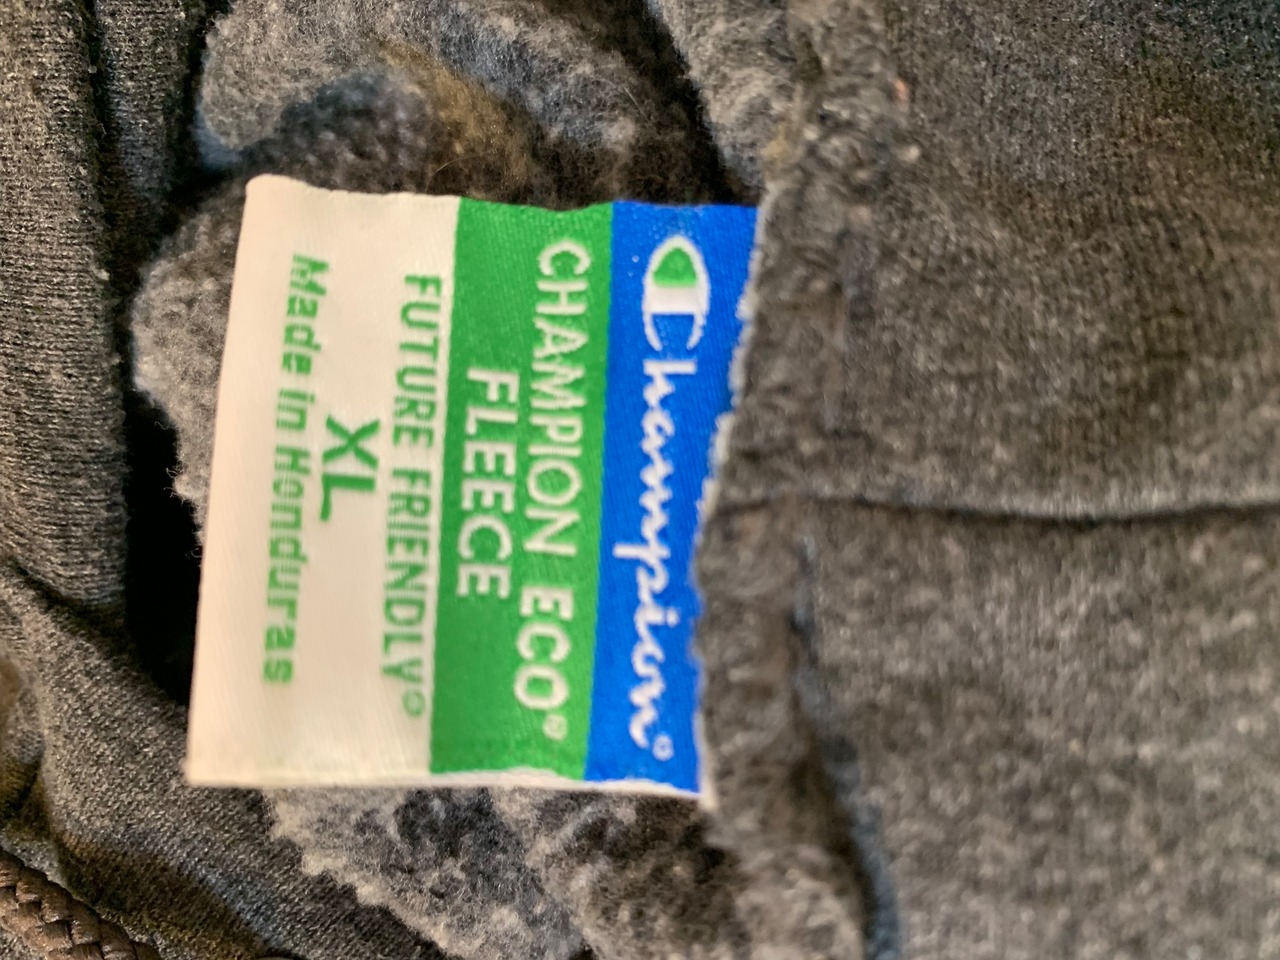 Champion®
CHAMPION ECO®
FLEECE
FUTURE FRIENDLY®
XL
Made in Honduras